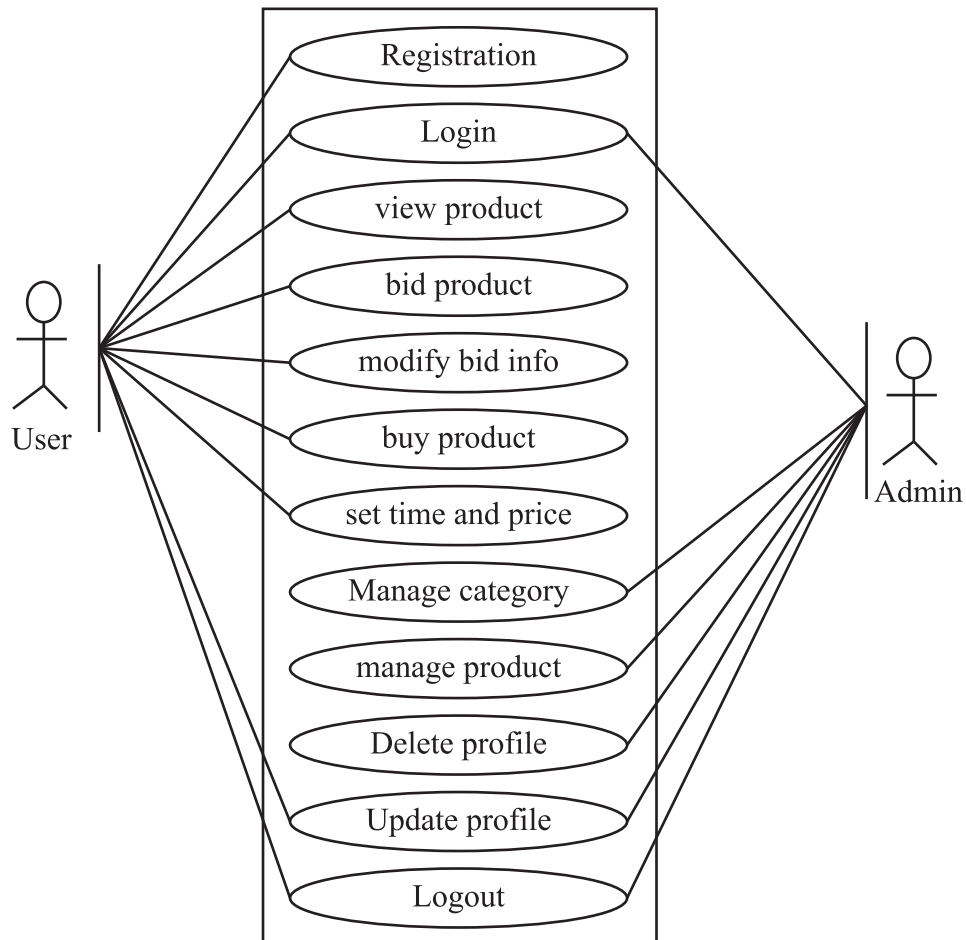 Registration
Login
view product
bid product
modify bid info
buy product
User
set time and price
Admin
Manage category
manage product
Delete profile
Update profile
Logout